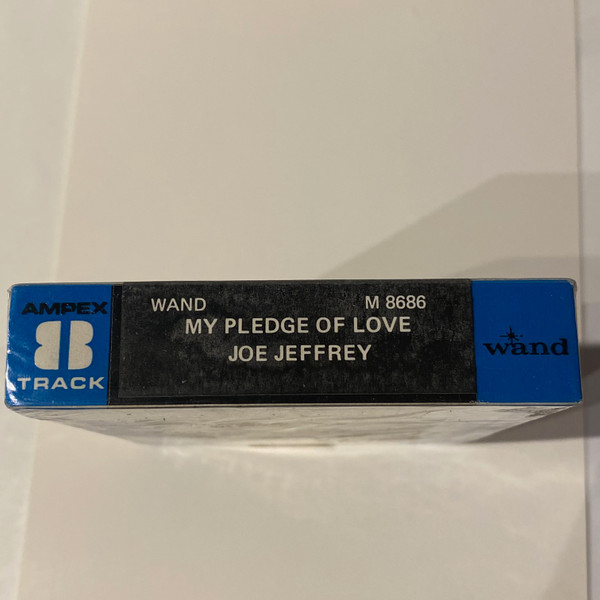 AMPEX
8
TRACK
WAND M 8686
MY PLEDGE OF LOVE
JOE JEFFREY
wand